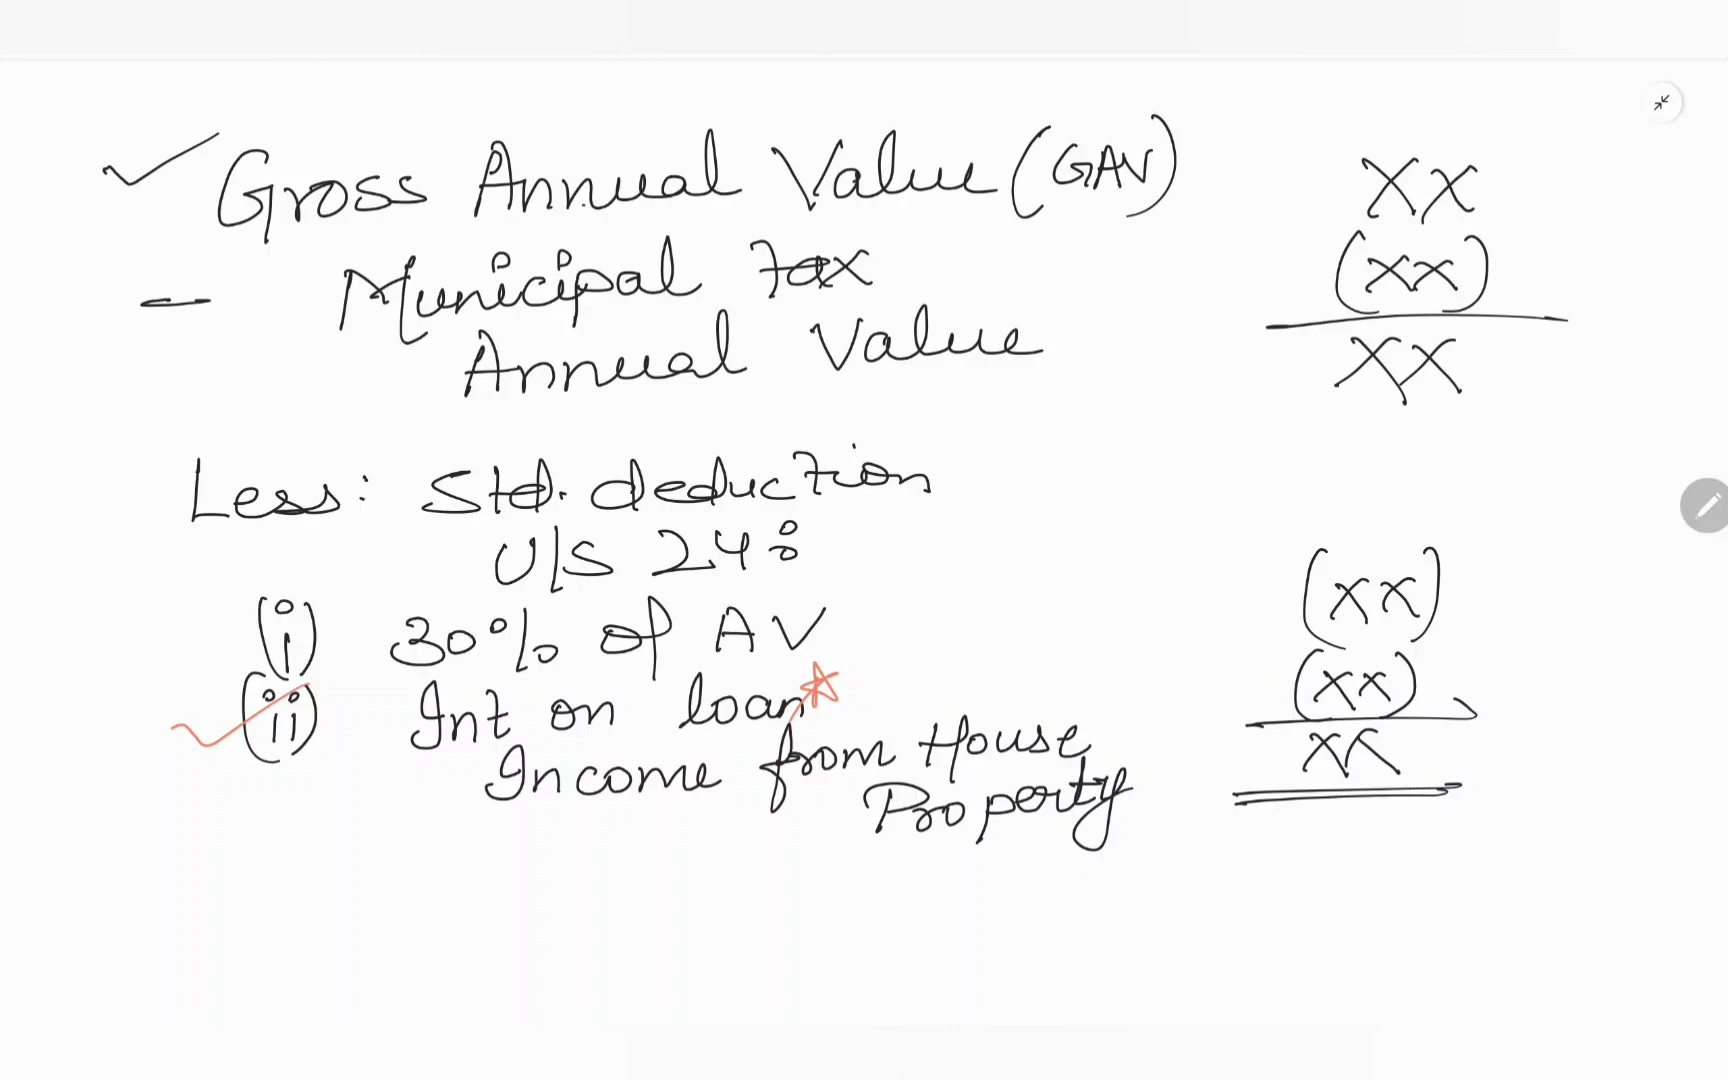 ✓ Gross Annual Value (GAV) XX
- Municipal tax (XX)
Annual Value XX
Less: Std. deduction
U/S 24:
(i) 30% of AV (XX)
(ii) Int on loan* (XX)
Income from House XX
Property